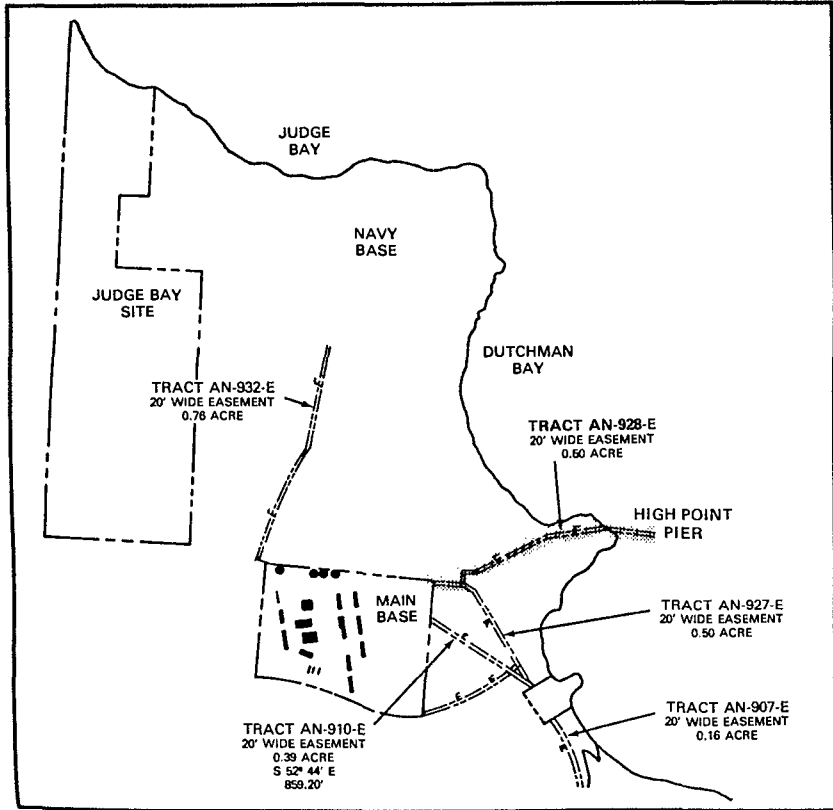 JUDGE
BAY
NAVY
BASE
JUDGE BAY
SITE
DUTCHMAN
BAY
TRACT AN-932-E
20' WIDE EASEMENT
0.76 ACRE
TRACT AN-928-E
20' WIDE EASEMENT
0.60 ACRE
HIGH POINT
PIER
MAIN
BASE
TRACT AN-927-E
20' WIDE EASEMENT
0.50 ACRE
TRACT AN-907-E
20' WIDE EASEMENT
0.16 ACRE
TRACT AN-910-E
20' WIDE EASEMENT
0.39 ACRE
S 52° 44' E
859.20'
E
E
E
E
E
E
E
E
E